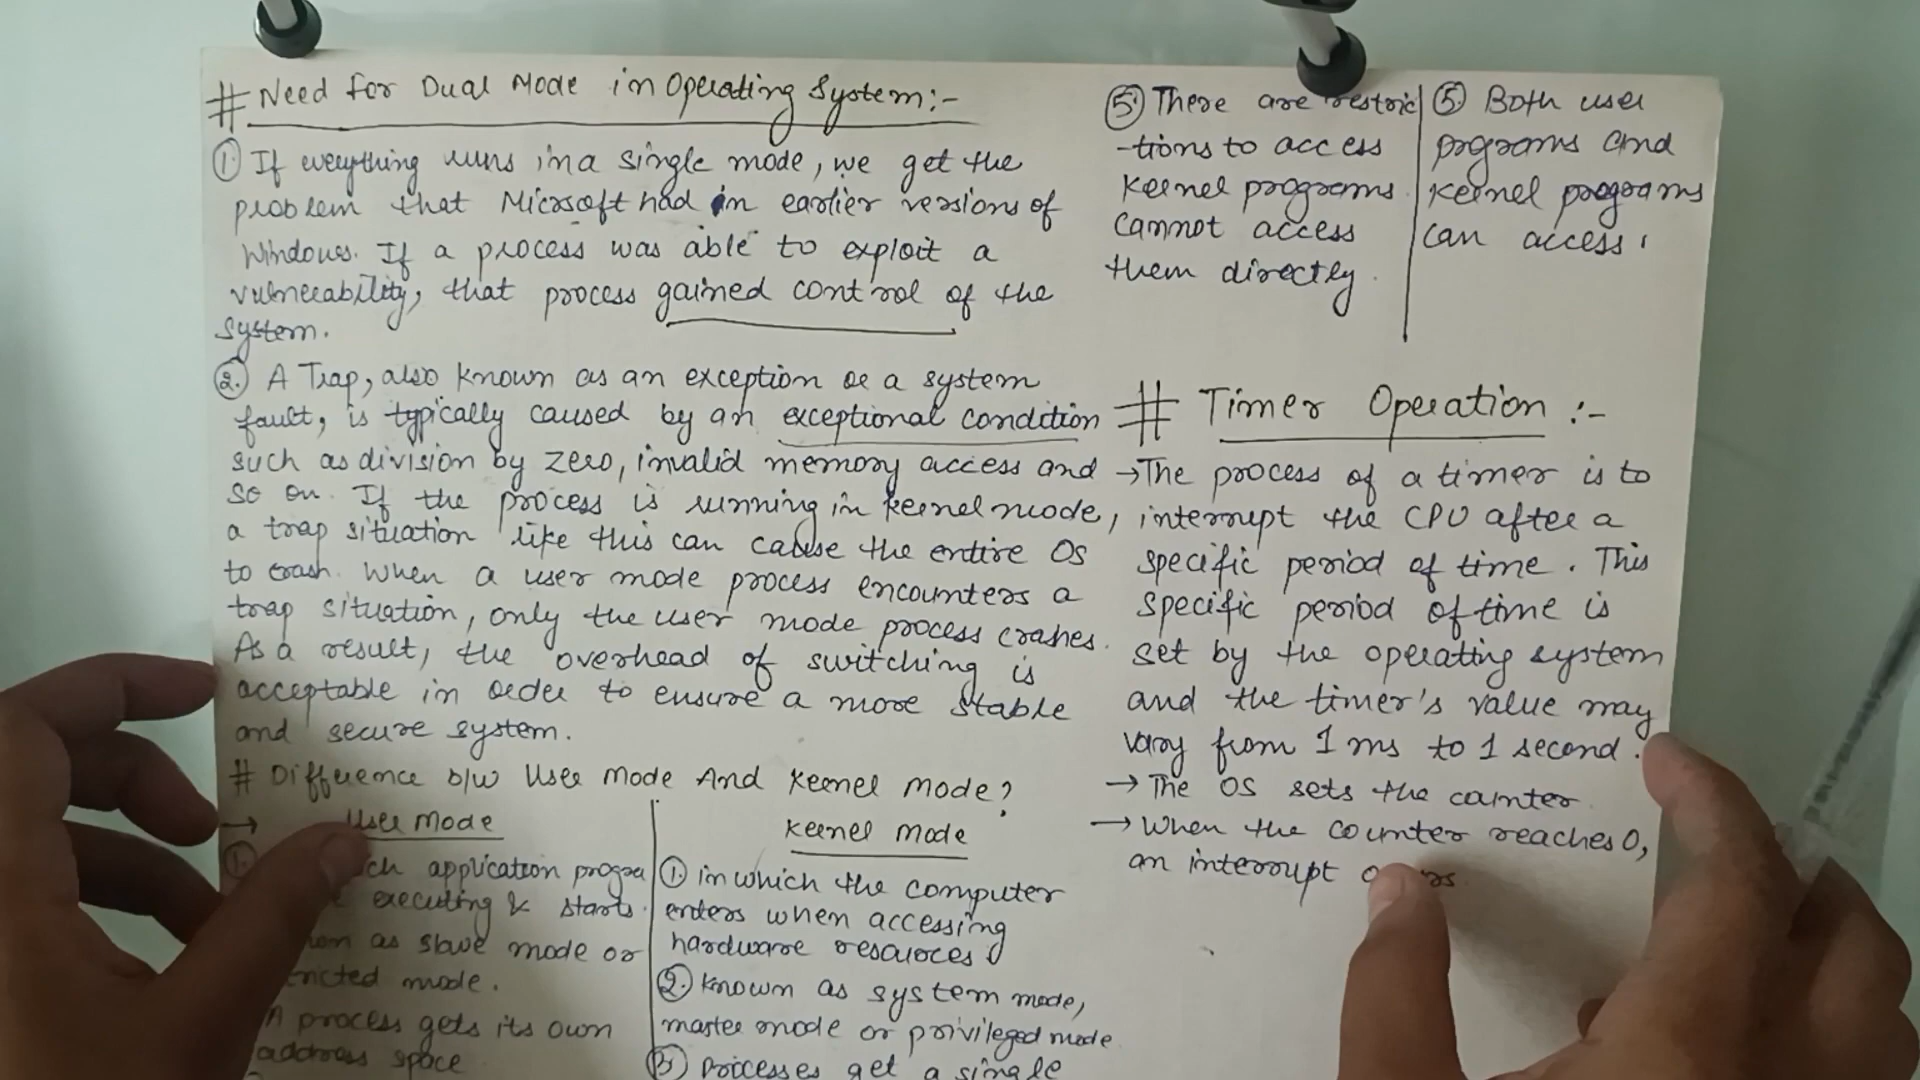 # Need for Dual Mode in Operating System:-
① If everything runs in a single mode, we get the
problem that Microsoft had in earlier versions of
Windows. If a process was able to exploit a
vulnerability, that process gained control of the
system.
②. A Trap, also known as an exception or a system
fault, is typically caused by an exceptional condition
such as division by zero, invalid memory access and
so on. If the process is running in kernel mode,
a trap situation like this can cause the entire OS
to crash. When a user mode process encounters a
trap situation, only the user mode process crashes.
As a result, the overhead of switching is
acceptable in order to ensure a more stable
and secure system.
# Difference b/w User Mode And Kernel Mode?
→ User Mode
application progra
executing & starts.
as slave mode or
mode.
A process gets its own
address space
Kernel Mode
① in which the computer
enters when accessing
hardware resources
②. Known as system mode,
master mode or privileged mode
③ Processes get a single
⑤ There are restric
-tions to access
kernel programs.
Cannot access
them directly.
⑤ Both user
programs and
kernel programs
can access.
# Timer Operation :-
→ The process of a timer is to
interrupt the CPU after a
specific period of time. This
specific period of time is
set by the operating system
and the timer's value may
vary from 1 ms to 1 second.
→ The OS sets the counter.
→ When the counter reaches 0,
an interrupt